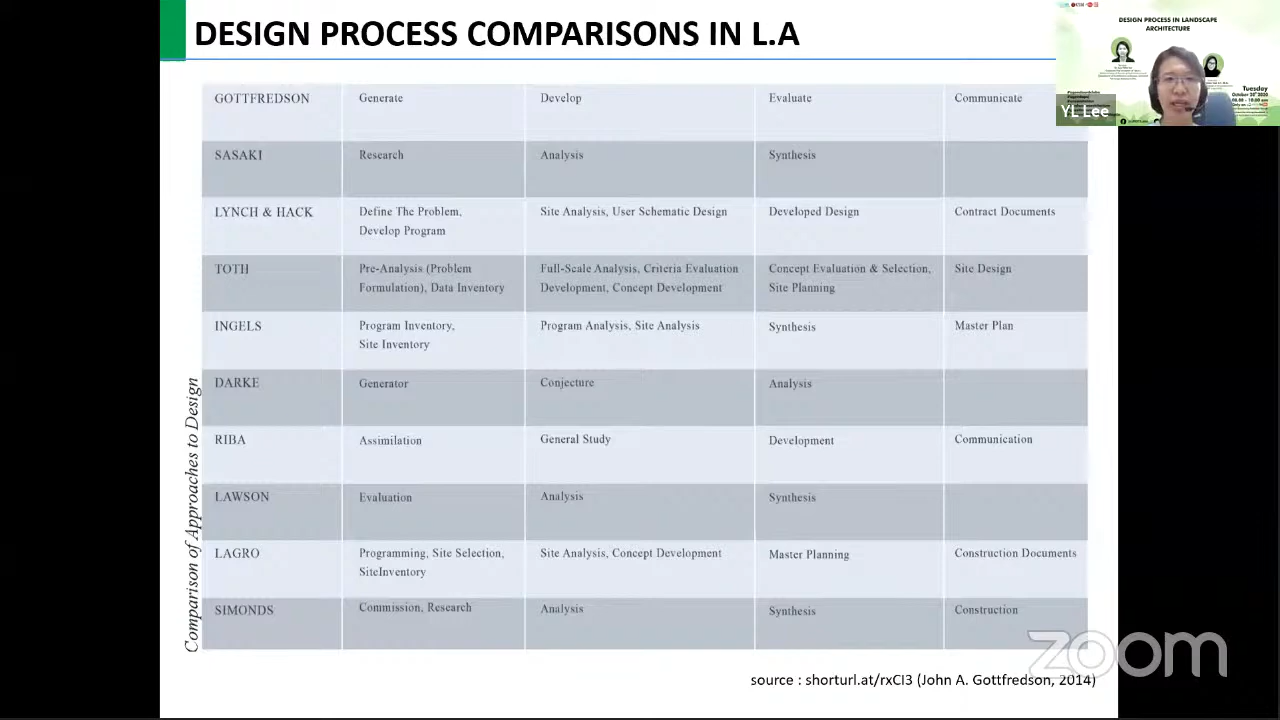 DESIGN PROCESS COMPARISONS IN L.A
DESIGN PROCESS IN LANDSCAPE
ARCHITECTURE
Tuesday
October 20
YL Lee
GOTTFREDSON Generate Develop Evaluate Communicate
SASAKI Research Analysis Synthesis
LYNCH & HACK Define The Problem, Site Analysis, User Schematic Design Developed Design Contract Documents
Develop Program
TOTH Pre-Analysis (Problem Full-Scale Analysis, Criteria Evaluation Concept Evaluation & Selection, Site Design
Formulation), Data Inventory Development, Concept Development Site Planning
INGELS Program Inventory, Program Analysis, Site Analysis Synthesis Master Plan
Site Inventory
DARKE Generator Conjecture Analysis
RIBA Assimilation General Study Development Communication
LAWSON Evaluation Analysis Synthesis
LAGRO Programming, Site Selection, Site Analysis, Concept Development Master Planning Construction Documents
SiteInventory
SIMONDS Commission, Research Analysis Synthesis Construction
Comparison of Approaches to Design
zoom
source : shorturl.at/rxCI3 (John A. Gottfredson, 2014)